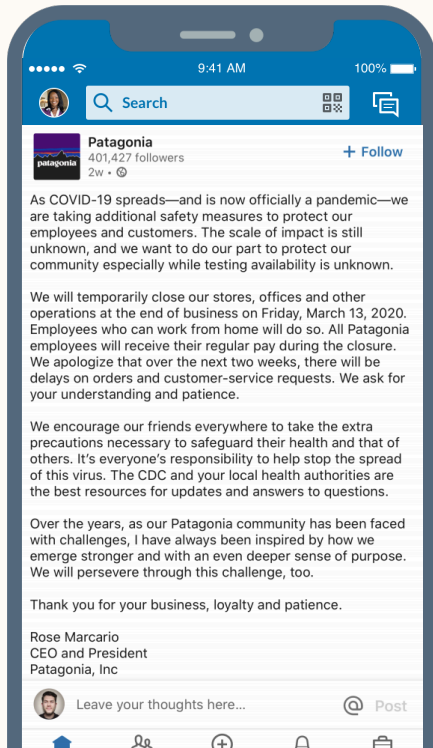 9:41 AM
100%
Search
patagonia
Patagonia
401,427 followers
2w •
+ Follow
As COVID-19 spreads—and is now officially a pandemic—we
are taking additional safety measures to protect our
employees and customers. The scale of impact is still
unknown, and we want to do our part to protect our
community especially while testing availability is unknown.
We will temporarily close our stores, offices and other
operations at the end of business on Friday, March 13, 2020.
Employees who can work from home will do so. All Patagonia
employees will receive their regular pay during the closure.
We apologize that over the next two weeks, there will be
delays on orders and customer-service requests. We ask for
your understanding and patience.
We encourage our friends everywhere to take the extra
precautions necessary to safeguard their health and that of
others. It’s everyone’s responsibility to help stop the spread
of this virus. The CDC and your local health authorities are
the best resources for updates and answers to questions.
Over the years, as our Patagonia community has been faced
with challenges, I have always been inspired by how we
emerge stronger and with an even deeper sense of purpose.
We will persevere through this challenge, too.
Thank you for your business, loyalty and patience.
Rose Marcario
CEO and President
Patagonia, Inc
Leave your thoughts here...
@ Post